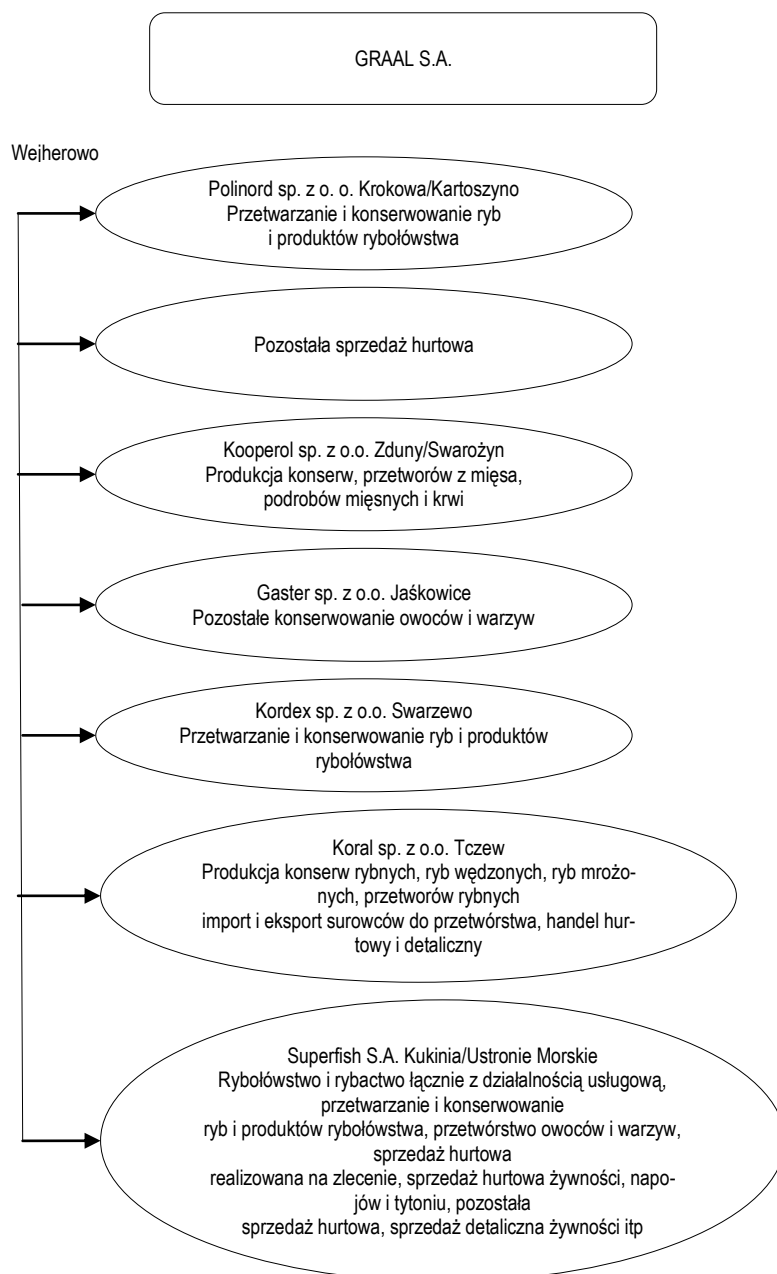 GRAAL S.A.
Wejherowo
Polinord sp. z o. o. Krokowa/Kartoszyno
Przetwarzanie i konserwowanie ryb
i produktów rybołówstwa
Pozostała sprzedaż hurtowa
Kooperol sp. z o.o. Zduny/Swarożyn
Produkcja konserw, przetworów z mięsa,
podrobów mięsnych i krwi
Gaster sp. z o.o. Jaśkowice
Pozostałe konserwowanie owoców i warzyw
Kordex sp. z o.o. Swarzewo
Przetwarzanie i konserwowanie ryb i produktów
rybołówstwa
Koral sp. z o.o. Tczew
Produkcja konserw rybnych, ryb wędzonych, ryb mrożo-
nych, przetworów rybnych
import i eksport surowców do przetwórstwa, handel hur-
towy i detaliczny
Superfish S.A. Kukinia/Ustronie Morskie
Rybołówstwo i rybactwo łącznie z działalnością usługową,
przetwarzanie i konserwowanie
ryb i produktów rybołówstwa, przetwórstwo owoców i warzyw,
sprzedaż hurtowa
realizowana na zlecenie, sprzedaż hurtowa żywności, napo-
jów i tytoniu, pozostała
sprzedaż hurtowa, sprzedaż detaliczna żywności itp